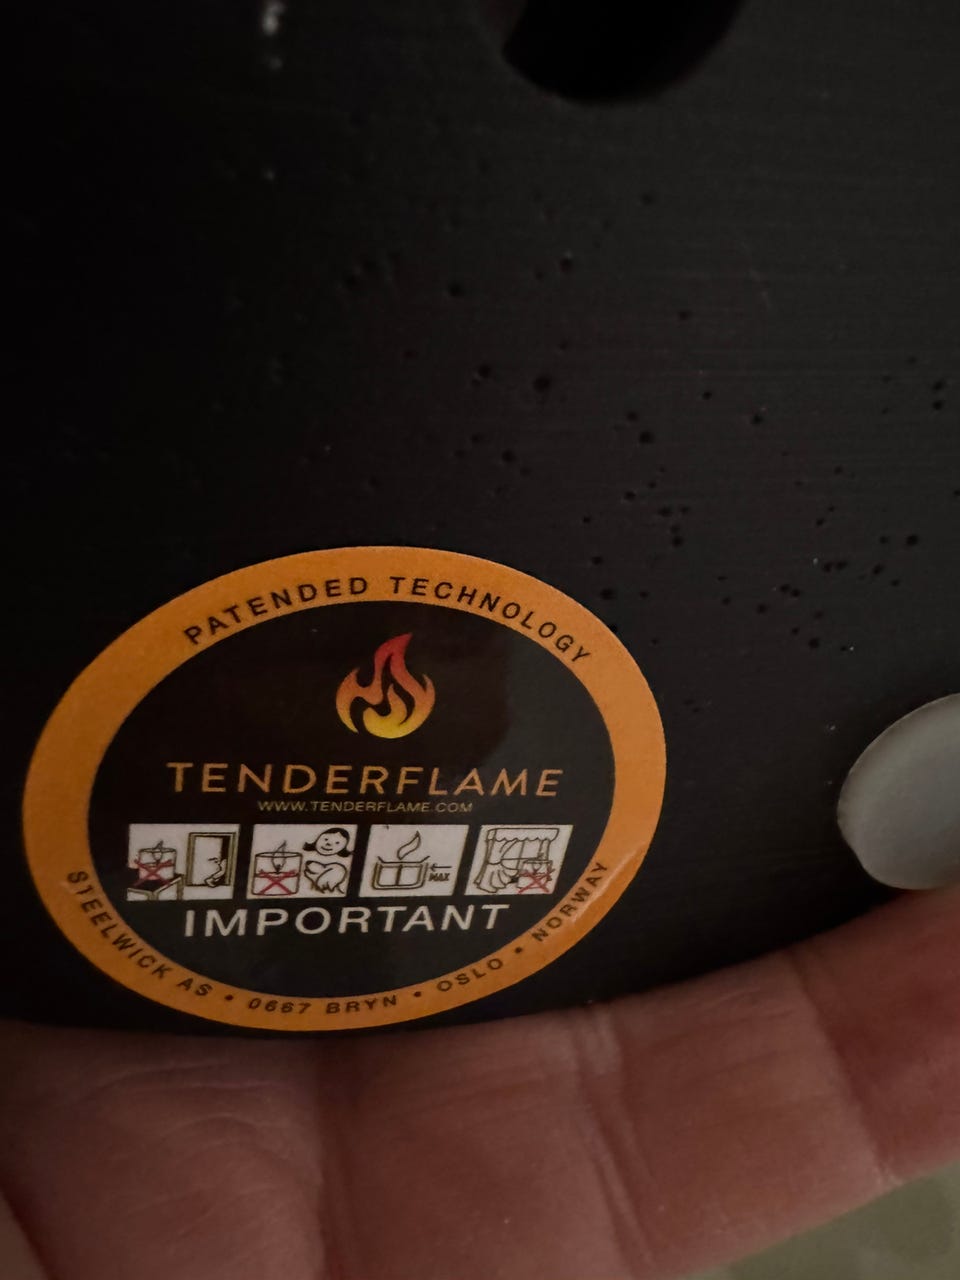 PATENDED TECHNOLOGY
TENDERFLAME
WWW.TENDERFLAME.COM
MAX
IMPORTANT
STEELWICK AS • 0667 BRYN • OSLO • NORWAY